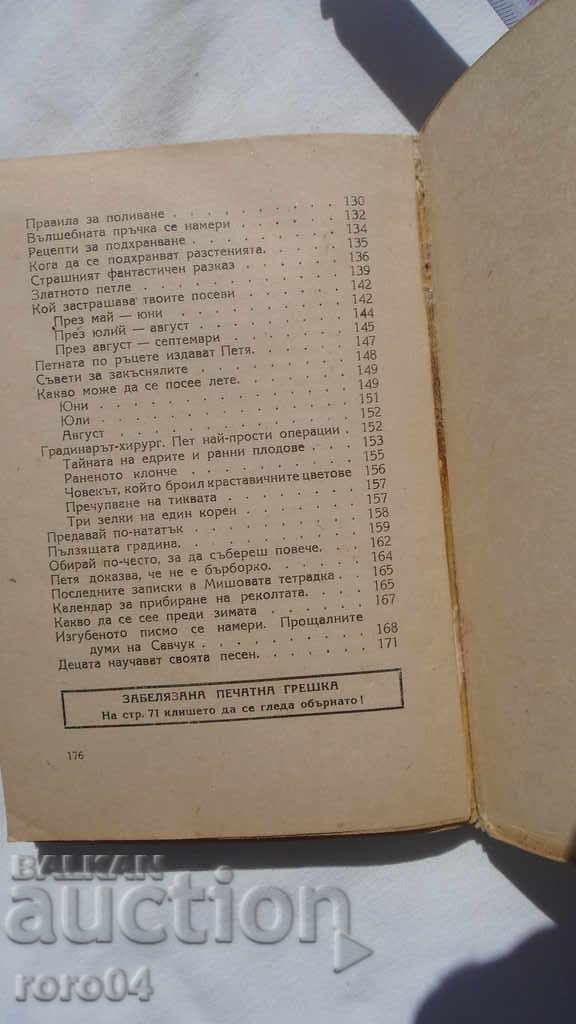 Правила за поливане . . . . . . . . . 130
Вълшебната пръчка се намери . . . . . . 132
Рецепти за подхранване . . . . . . . . 134
Кога да се подхранват разстенията. . . . . 135
Страшният фантастичен разказ . . . . . . 136
Златното петле . . . . . . . . . . 139
Кой застрашава твоите посеви . . . . . . 142
През май — юни . . . . . . . . . 142
През юлий — август . . . . . . . . 144
През август — септември . . . . . . . 145
Петната по ръцете издават Петя. . . . . . 147
Съвети за закъснялите . . . . . . . . 148
Какво може да се посее лете. . . . . . . 149
Юни . . . . . . . . . . . . 149
Юли . . . . . . . . . . . . 151
Август . . . . . . . . . . . 152
Градинарът-хирург. Пет най-прости операции . 152
Тайната на едрите и ранни плодове . . . 153
Раненото клонче . . . . . . . . . 155
Човекът, който броил краставичните цветове 156
Пречупване на тиквата . . . . . . . 157
Три зелки на един корен . . . . . . . 157
Предавай по-нататък . . . . . . . . 158
Пълзящата градина. . . . . . . . . . 159
Обирай по-често, за да събереш повече. . . 162
Петя доказва, че не е бърборко. . . . . . 164
Последните записки в Мишовата тетрадка . . 165
Календар за прибиране на реколтата. . . . . 165
Какво да се сее преди зимата . . . . . . 167
Изгубеното писмо се намери. Прощалните
думи на Савчук . . . . . . . . . 168
Децата научават своята песен. . . . . . . 171
ЗАБЕЛЯЗАНА ПЕЧАТНА ГРЕШКА
На стр. 71 клишето да се гледа обърнато!
176
BALKAN
auction
roro04